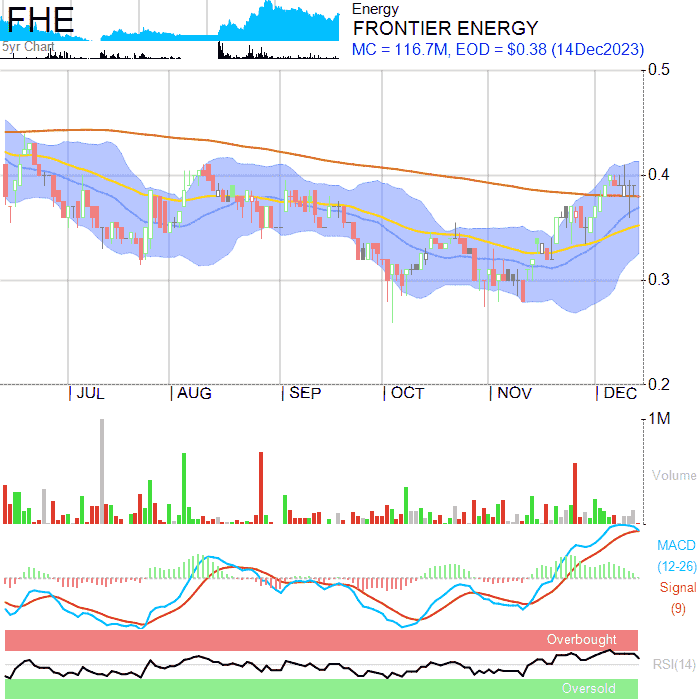 FHE
5yr Chart
Energy
FRONTIER ENERGY
MC = 116.7M, EOD = $0.38 (14Dec2023)
0.5
0.4
0.3
0.2
JUL AUG SEP OCT NOV DEC
1M
Volume
MACD
(12-26)
Signal
(9)
Overbought
RSI(14)
Oversold